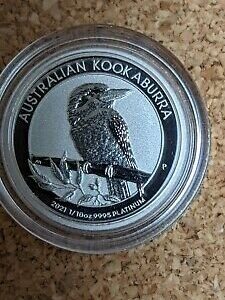 AUSTRALIAN KOOKABURRA
P
2021 1/10oz 9995 PLATINUM